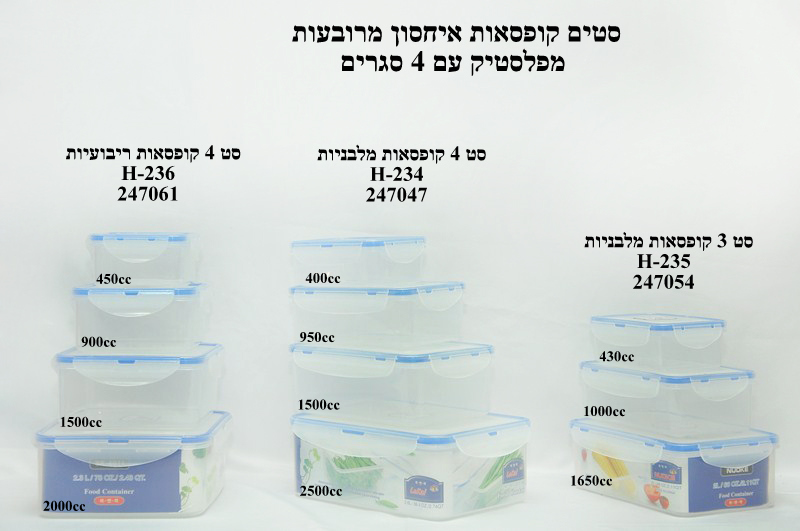 סטים קופסאות איחסון מרובעות
מפלסטיק עם 4 סגרים
סט 4 קופסאות ריבועיות
H-236
247061
450cc
900cc
1500cc
2000cc
Food Container
סט 4 קופסאות מלבניות
H-234
247047
400cc
950cc
1500cc
2500cc
סט 3 קופסאות מלבניות
H-235
247054
430cc
1000cc
1650cc